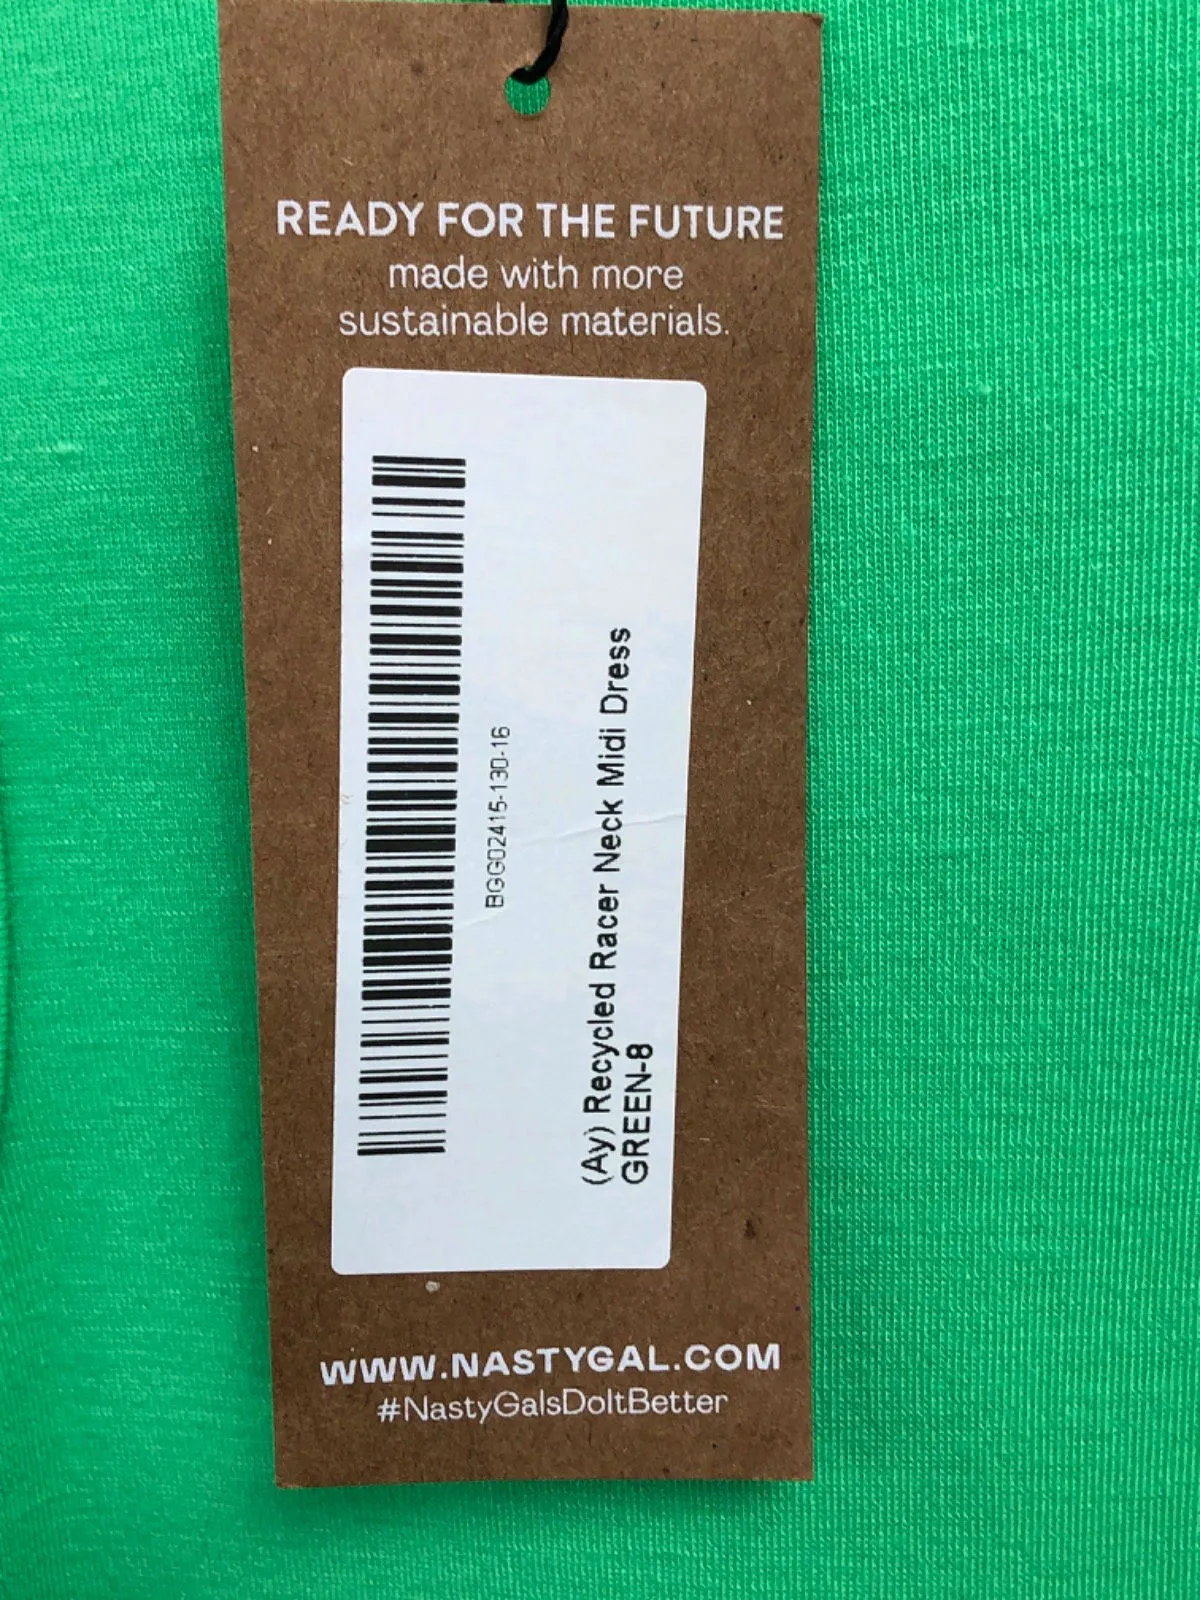 READY FOR THE FUTURE
made with more
sustainable materials.
BGG02415-130-16
(Ay) Recycled Racer Neck Midi Dress
GREEN-8
WWW.NASTYGAL.COM
#NastyGalsDoItBetter